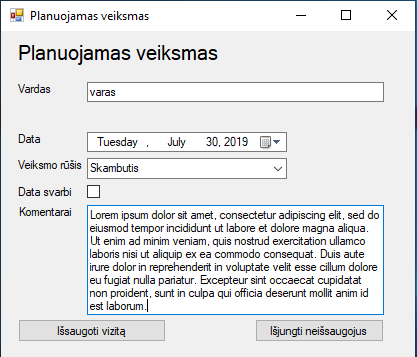 Planuojamas veiksmas
Planuojamas veiksmas
Vardas
varas
Data
Tuesday , July 30, 2019
Veiksmo rūšis
Skambutis
Data svarbi
Komentarai
Lorem ipsum dolor sit amet, consectetur adipiscing elit, sed do
eiusmod tempor incididunt ut labore et dolore magna aliqua.
Ut enim ad minim veniam, quis nostrud exercitation ullamco
laboris nisi ut aliquip ex ea commodo consequat. Duis aute
irure dolor in reprehenderit in voluptate velit esse cillum dolore
eu fugiat nulla pariatur. Excepteur sint occaecat cupidatat
non proident, sunt in culpa qui officia deserunt mollit anim id
est laborum.
Išsaugoti vizitą
Išjungti neišsaugojus